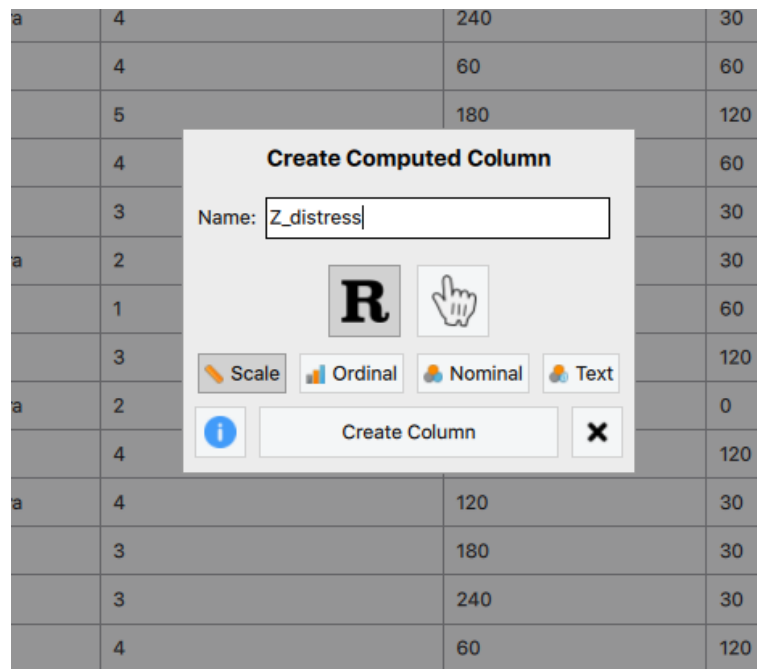 a 4 240 30
4 60 60
5 180 120
Create Computed Column
4 60
Name: Z_distress
3 30
a 2 30
R
1 60
3 120
Scale Ordinal Nominal Text
a 2 0
i Create Column
4 120
a 4 120 30
3 180 30
3 240 30
4 60 120